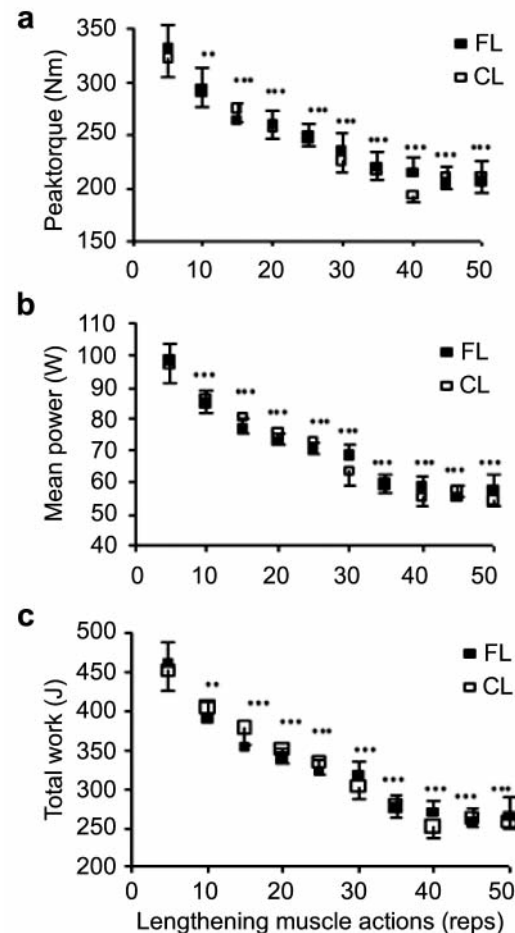 a
Peaktorque (Nm)
350
300
250
200
150
FL
CL
** *** *** *** *** *** *** *** ***
0 10 20 30 40 50
b
Mean power (W)
110
100
90
80
70
60
50
40
FL
CL
*** *** *** *** *** *** *** *** ***
0 10 20 30 40 50
c
Total work (J)
500
450
400
350
300
250
200
FL
CL
** *** *** *** *** *** *** *** ***
0 10 20 30 40 50
Lengthening muscle actions (reps)